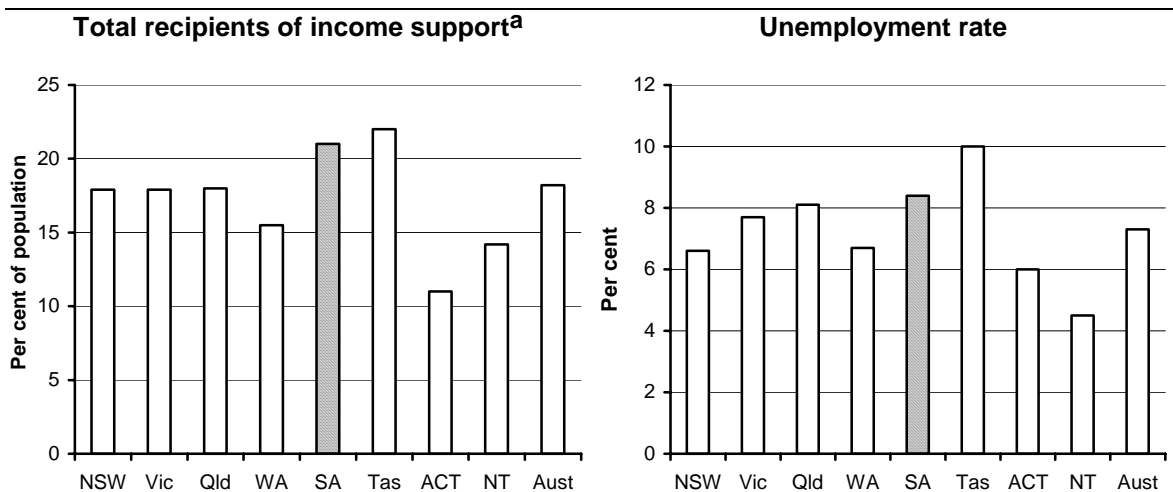 Total recipients of income supportª
Per cent of population
25
20
15
10
5
0
NSW Vic Qld WA SA Tas ACT NT Aust
Unemployment rate
Per cent
12
10
8
6
4
2
0
NSW Vic Qld WA SA Tas ACT NT Aust